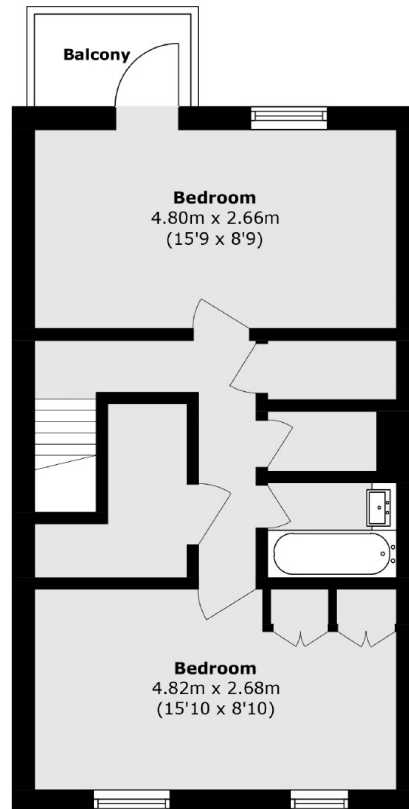 Balcony
Bedroom
4.80m x 2.66m
(15'9 x 8'9)
Bedroom
4.82m x 2.68m
(15'10 x 8'10)